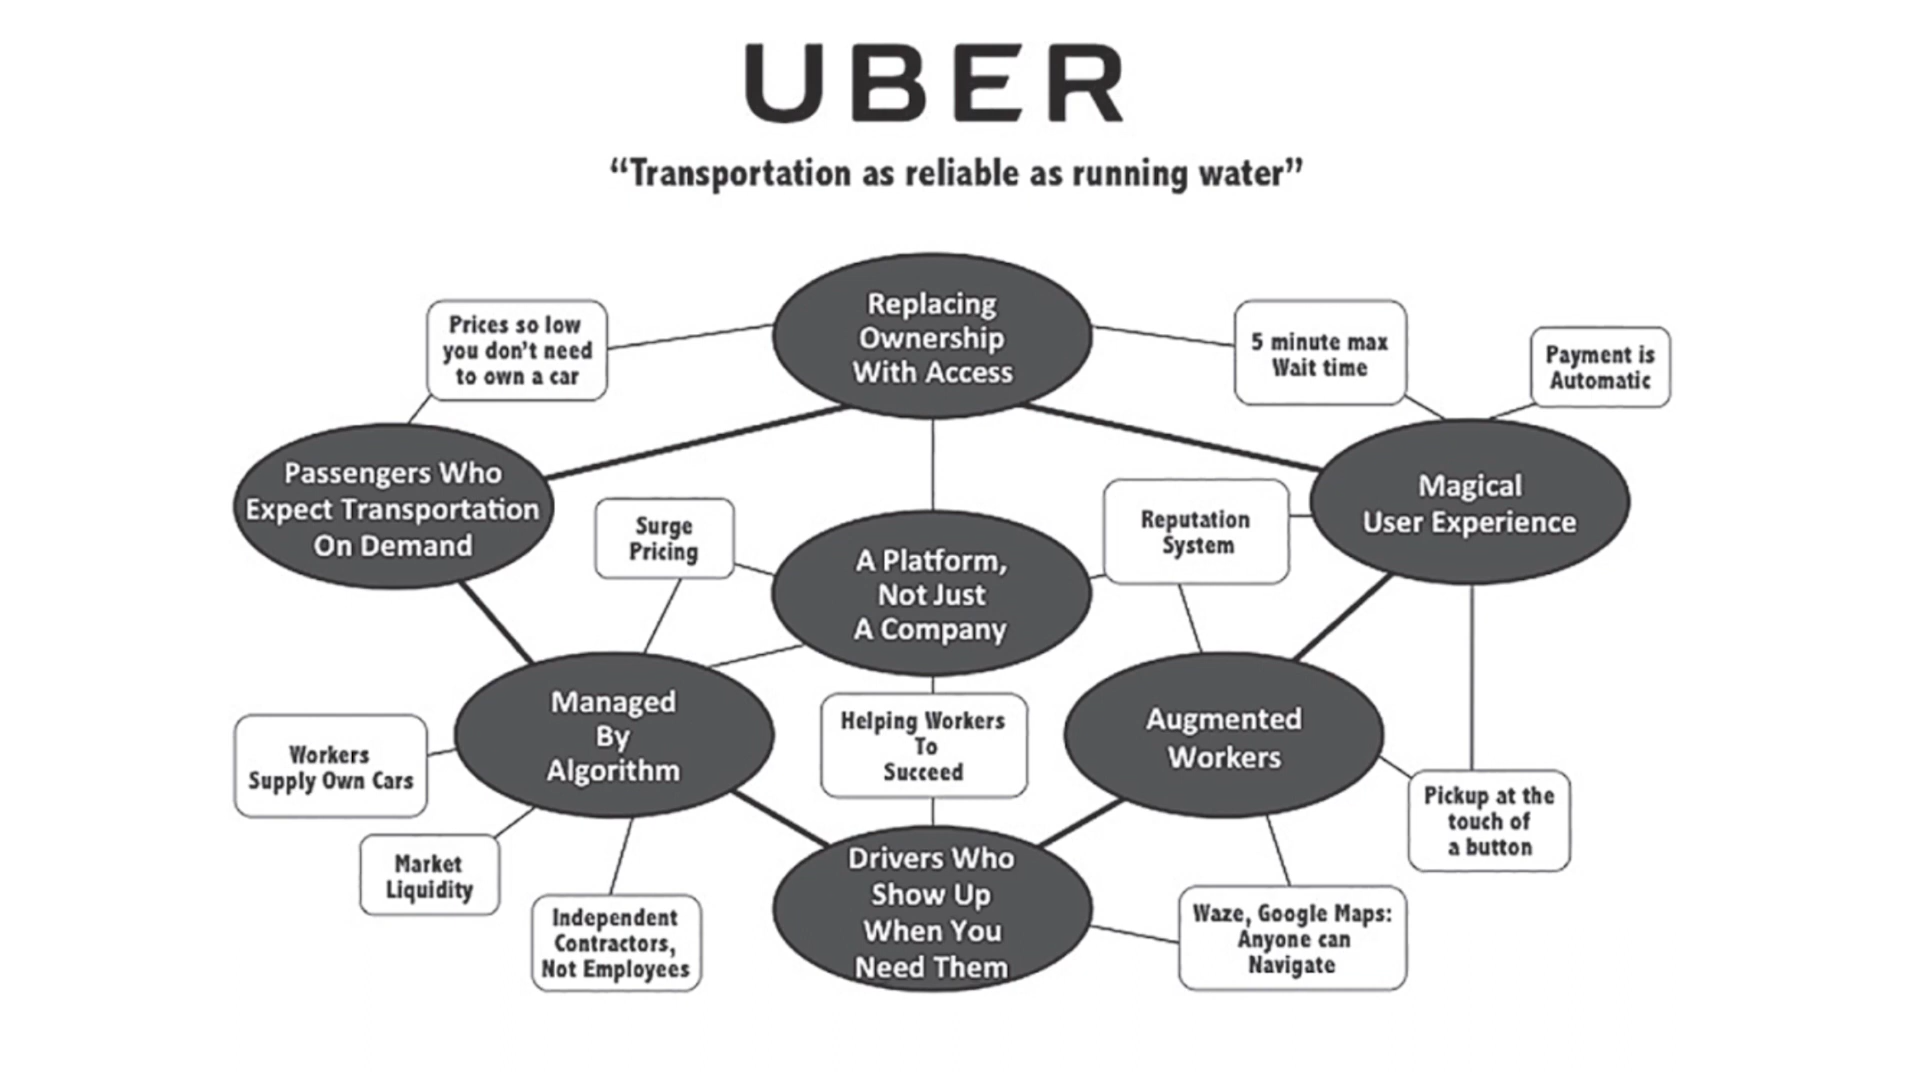 UBER
“Transportation as reliable as running water”
Replacing
Ownership
With Access
Prices so low
you don’t need
to own a car
5 minute max
Wait time
Payment is
Automatic
Passengers Who
Expect Transportation
On Demand
Magical
User Experience
Surge
Pricing
Reputation
System
A Platform,
Not Just
A Company
Managed
By
Algorithm
Helping Workers
To
Succeed
Augmented
Workers
Workers
Supply Own Cars
Pickup at the
touch of
a button
Market
Liquidity
Independent
Contractors,
Not Employees
Drivers Who
Show Up
When You
Need Them
Waze, Google Maps:
Anyone can
Navigate